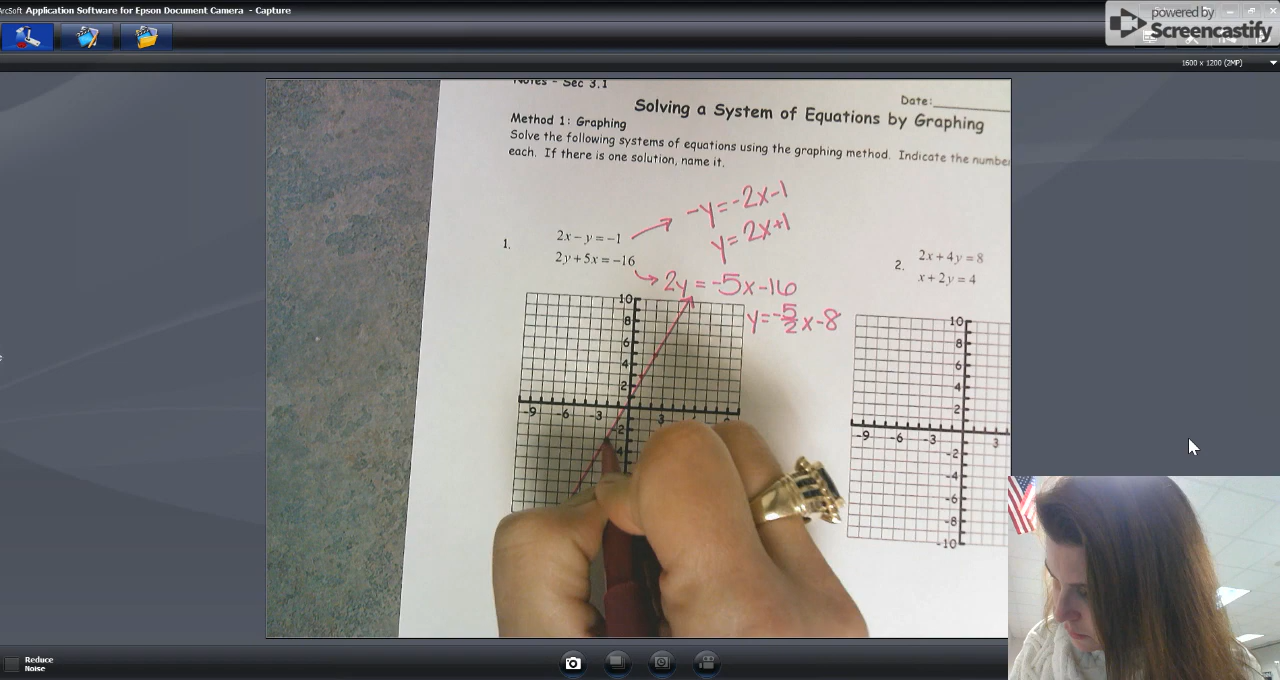 ArcSoft Application Software for Epson Document Camera - Capture
powered by
Screencastify
1600 x 1200 (2MP)
Notes - Sec 3.1
Date:
Solving a System of Equations by Graphing
Method 1: Graphing
Solve the following systems of equations using the graphing method. Indicate the number
each. If there is one solution, name it.
-y=-2x-1
y=2x+1
1.
2x-y=-1
2y+5x=-16
2y=-5x-16
y=-5/2x-8
2.
2x+4y=8
x+2y=4
10
8
6
4
2
-9 -6 -3 3
-2
10
8
6
4
2
-9 -6 -3 3
-2
-4
-6
-8
-10
Reduce
Noise